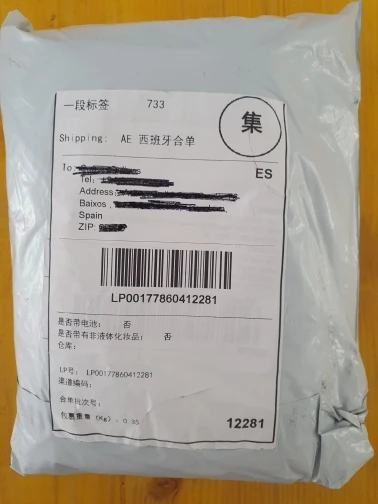 一段标签 733
集
Shipping: AE 西班牙合单
To
ES
Tel:
Address
Baixos
Spain
ZIP:
LP00177860412281
是否带电池: 否
是否带有非液体化妆品: 否
仓库:
LP号: LP00177860412281
渠道编码:
合单批次号:
包裹重量 (Kg): 0.35
12281